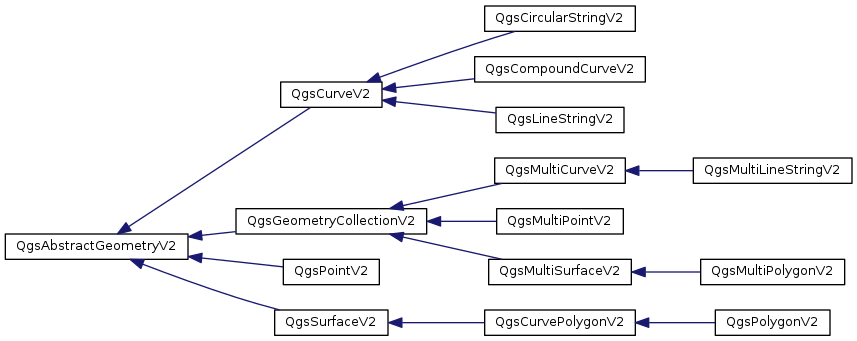 QgsCircularStringV2
QgsCompoundCurveV2
QgsCurveV2
QgsLineStringV2
QgsMultiCurveV2
QgsMultiLineStringV2
QgsGeometryCollectionV2
QgsMultiPointV2
QgsAbstractGeometryV2
QgsPointV2
QgsMultiSurfaceV2
QgsMultiPolygonV2
QgsSurfaceV2
QgsCurvePolygonV2
QgsPolygonV2